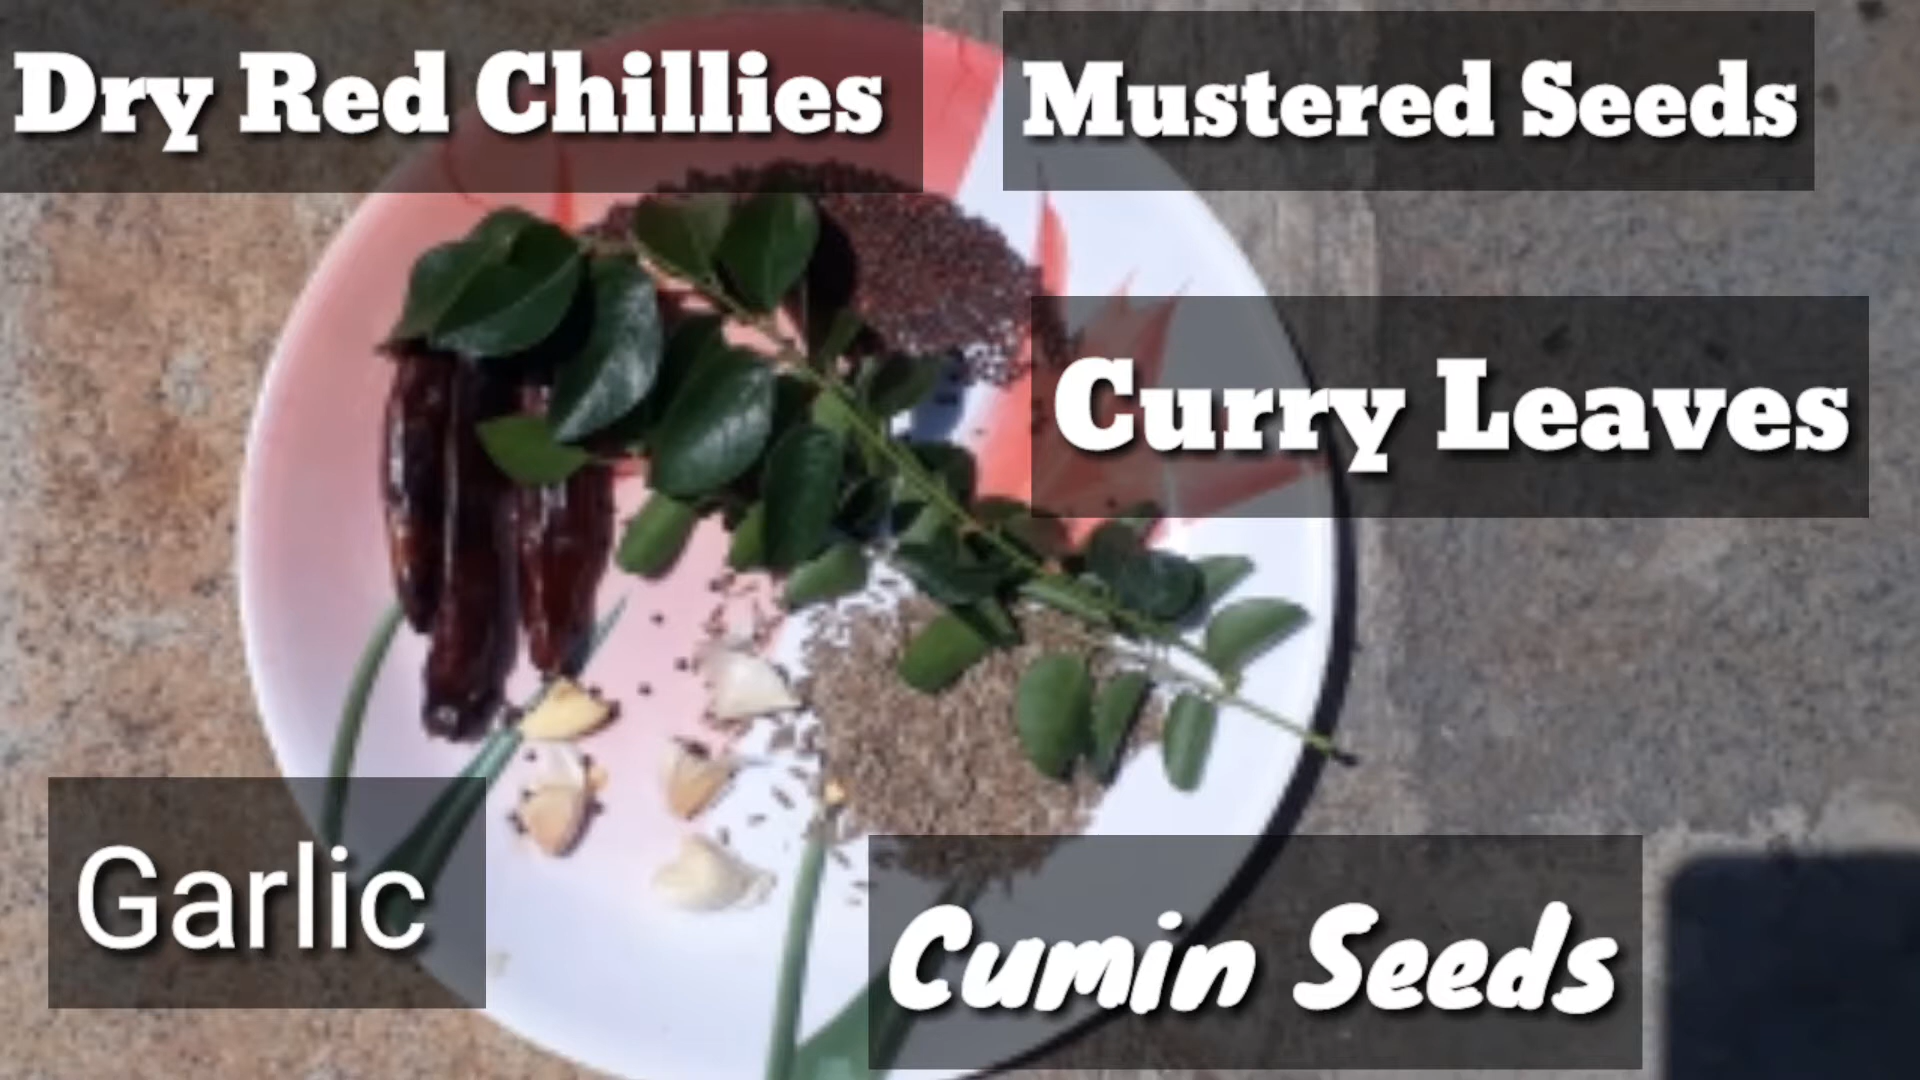 Dry Red Chillies
Mustered Seeds
Curry Leaves
Garlic
Cumin Seeds